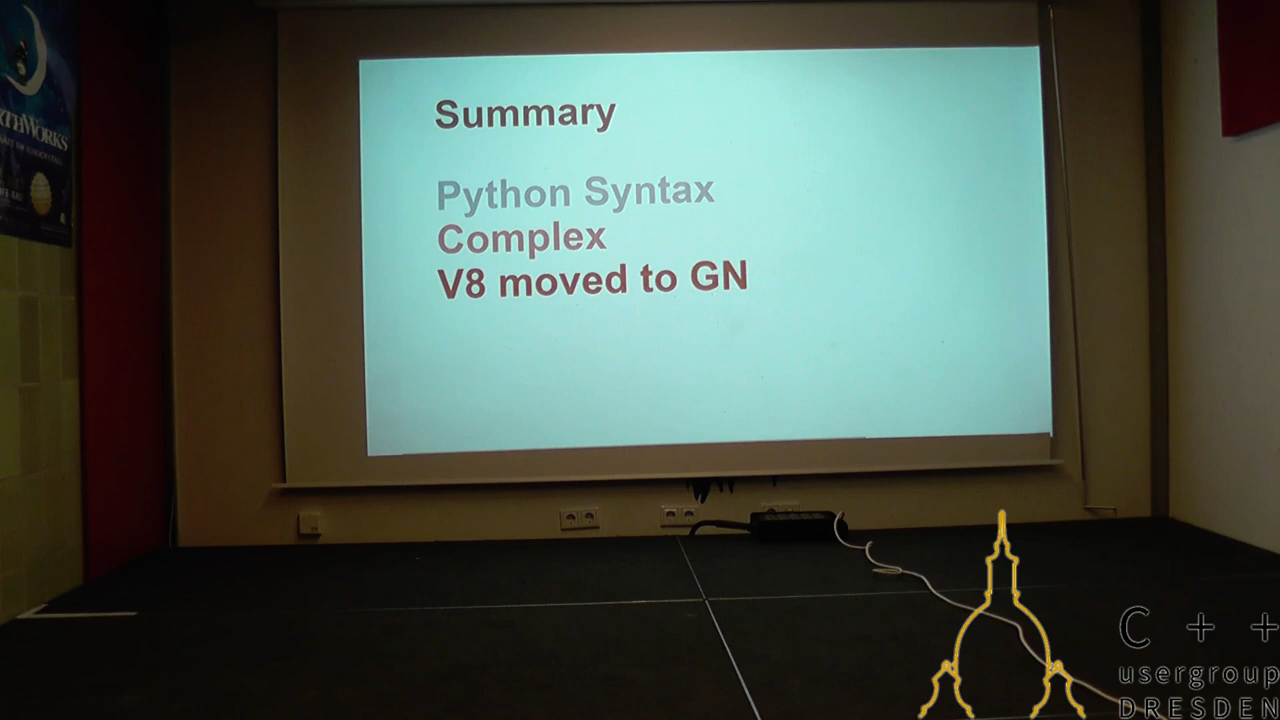 Summary
Python Syntax
Complex
V8 moved to GN
C + +
usergroup
DRESDEN